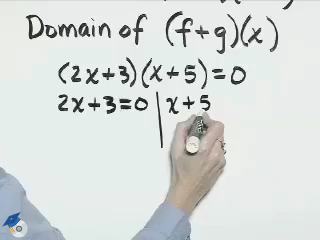 Domain of (f+g)(x)
(2x+3)(x+5)=0
2x+3=0 | x+5